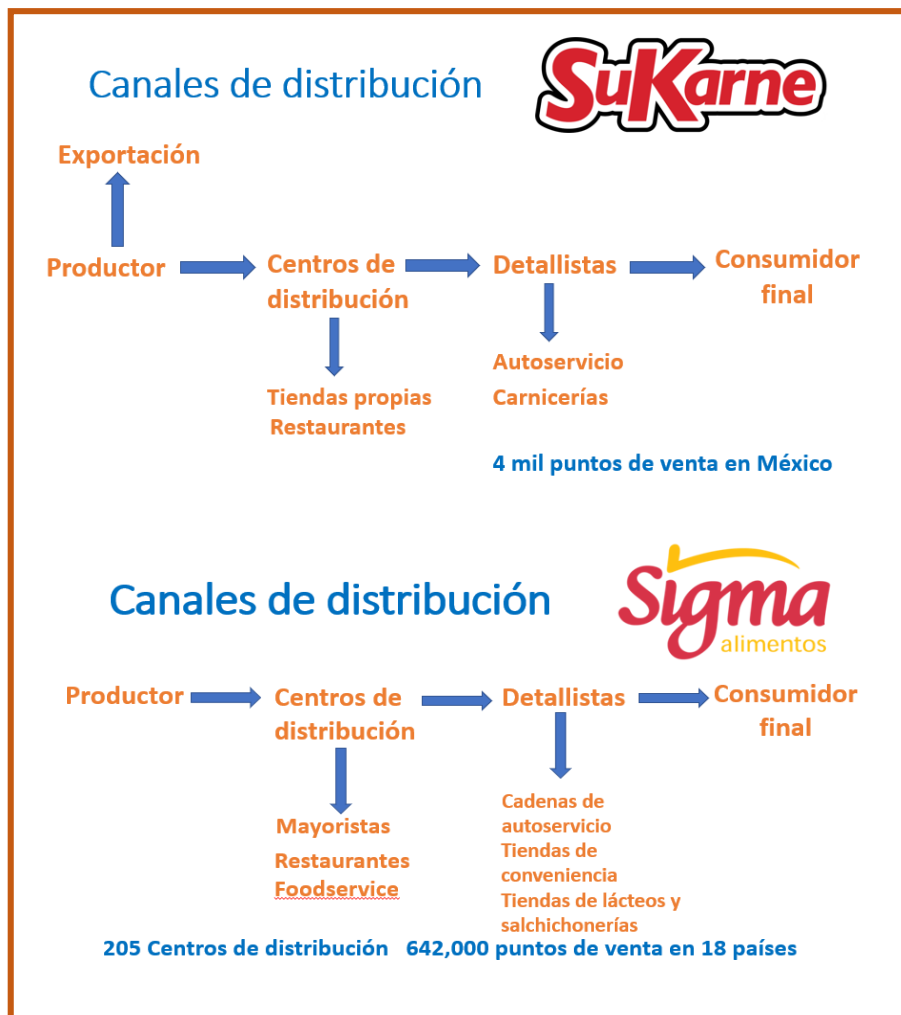 Canales de distribución
SuKarne
Exportación
Productor
Centros de
distribución
Detallistas
Consumidor
final
Tiendas propias
Restaurantes
Autoservicio
Carnicerías
4 mil puntos de venta en México
Canales de distribución
Sigma
alimentos
Productor
Centros de
distribución
Detallistas
Consumidor
final
Mayoristas
Restaurantes
Foodservice
Cadenas de
autoservicio
Tiendas de
conveniencia
Tiendas de lácteos y
salchichonerías
205 Centros de distribución 642,000 puntos de venta en 18 países